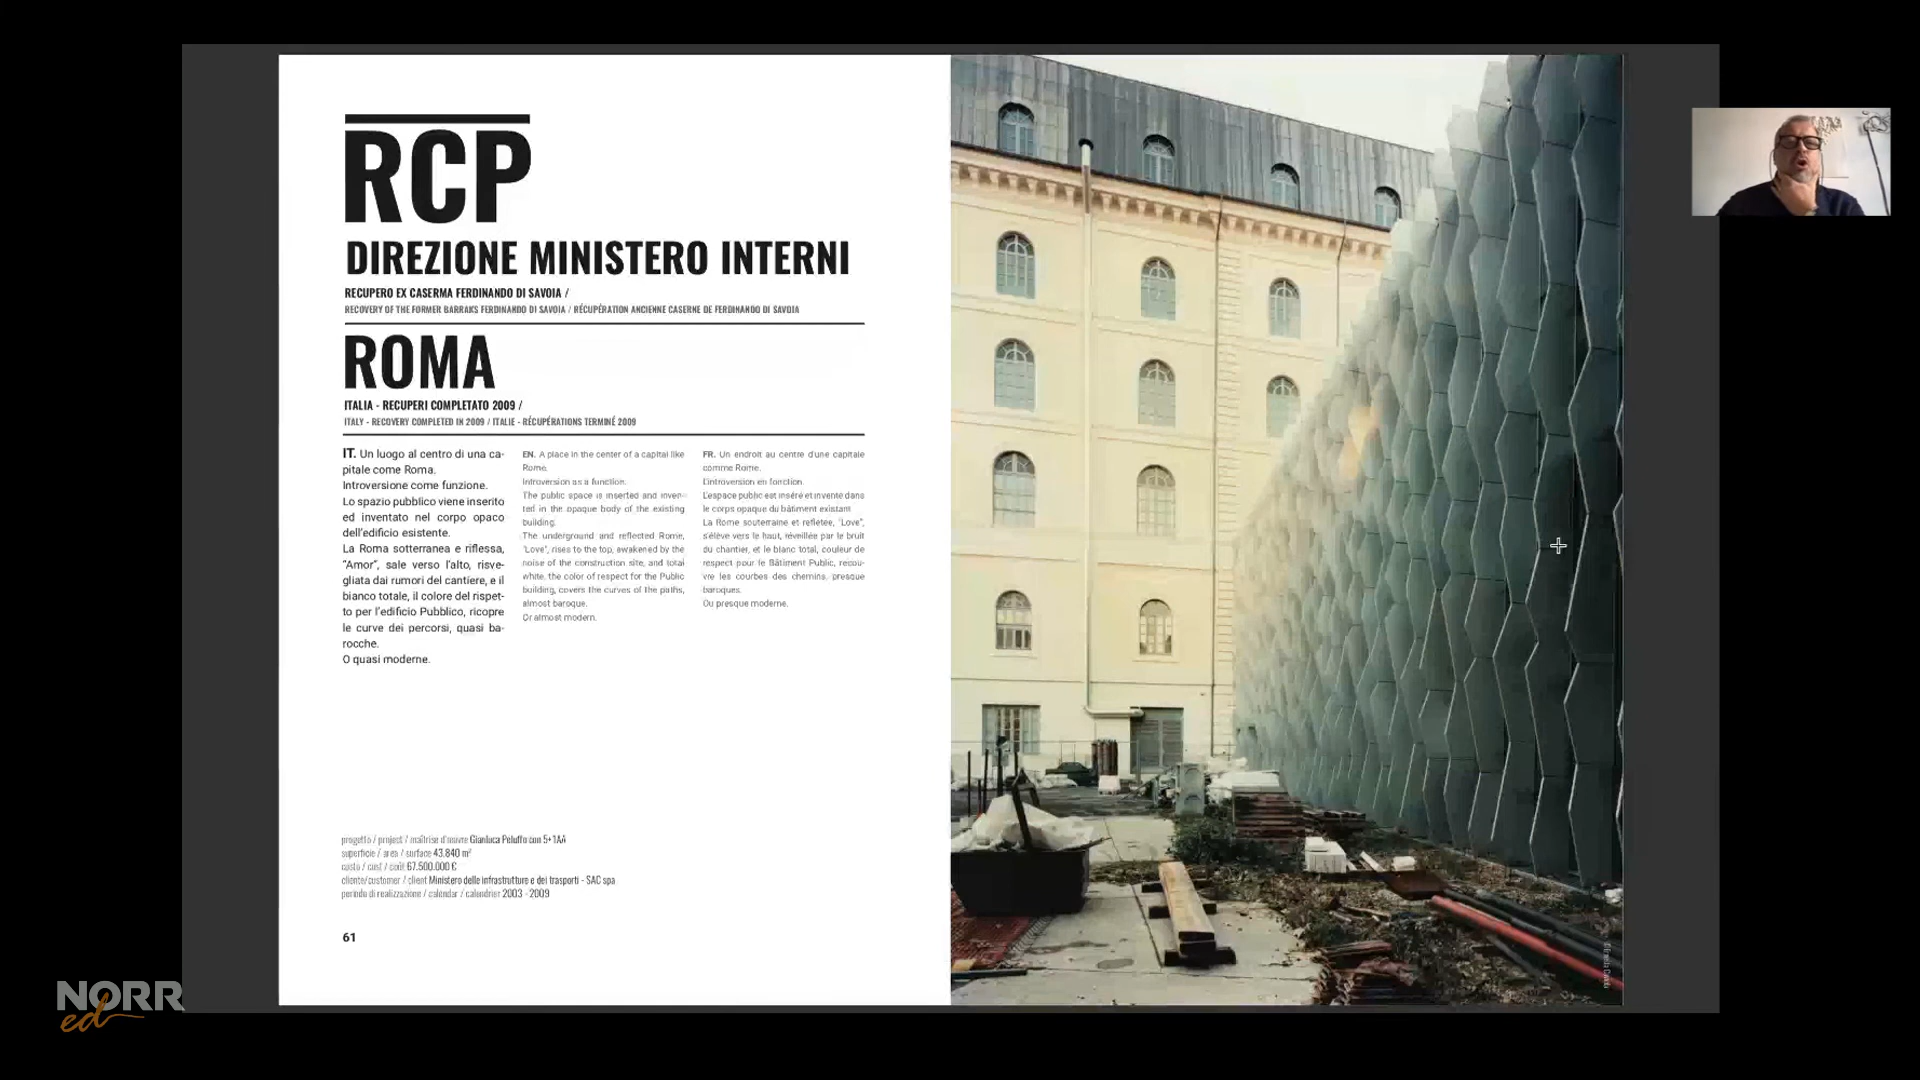 RCP
DIREZIONE MINISTERO INTERNI
RECUPERO EX CASERMA FERDINANDO DI SAVOIA /
RECOVERY OF THE FORMER BARRAKS FERDINANDO DI SAVOIA / RÉCUPÉRATION ANCIENNE CASERNE DE FERDINANDO DI SAVOIA
ROMA
ITALIA - RECUPERI COMPLETATO 2009 /
ITALY - RECOVERY COMPLETED IN 2009 / ITALIE - RÉCUPÉRATIONS TERMINÉ 2009
IT. Un luogo al centro di una ca-
pitale come Roma.
Introversione come funzione.
Lo spazio pubblico viene inserito
ed inventato nel corpo opaco
dell'edificio esistente.
La Roma sotterranea e riflessa,
"Amor", sale verso l'alto, risve-
gliata dai rumori del cantiere, e il
bianco totale, il colore del rispet-
to per l'edificio Pubblico, ricopre
le curve dei percorsi, quasi ba-
rocche.
O quasi moderne.
EN. A place in the center of a capital like
Rome.
Introversion as a function.
The public space is inserted and inven-
ted in the opaque body of the existing
building.
The underground and reflected Rome,
"Love", rises to the top, awakened by the
noise of the construction site, and total
white, the color of respect for the Public
building, covers the curves of the paths,
almost baroque.
Or almost modern.
FR. Un endroit au centre d'une capitale
comme Rome.
L'introversion en fonction.
L'espace public est inséré et inventé dans
le corps opaque du bâtiment existant
La Rome souterraine et reflétée, "Love",
s'élève vers le haut, réveillée par le bruit
du chantier, et le blanc total, couleur de
respect pour le Bâtiment Public, recou-
vre les courbes des chemins, presque
baroques.
Ou presque moderne.
progetto / project / maîtrise d'œuvre Gianluca Peluffo con 5+1AA
superficie / area / surface 43.840 m²
costo / cost / coût 67.500.000 €
cliente/customer / client Ministero delle infrastrutture e dei trasporti - SAC spa
periodo di realizzazione / calendar / calendrier 2003 - 2009
61
NORR
ed